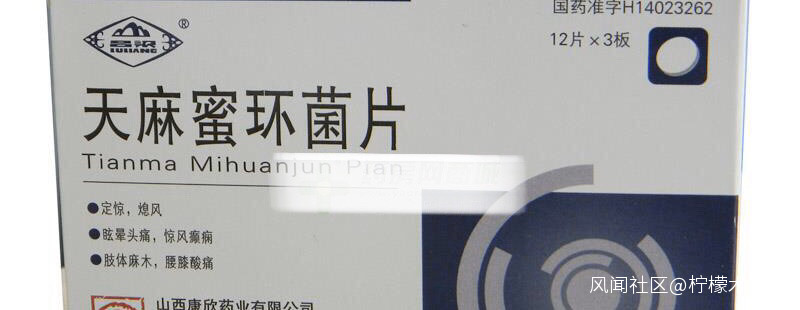 国药准字H14023262
12片×3板
吕梁
LULIANG
®
天麻蜜环菌片
Tianma Mihuanjun Pian
●定惊，熄风
●眩晕头痛，惊风癫痫
●肢体麻木，腰膝酸痛
山西康欣药业有限公司
风闻社区@柠檬